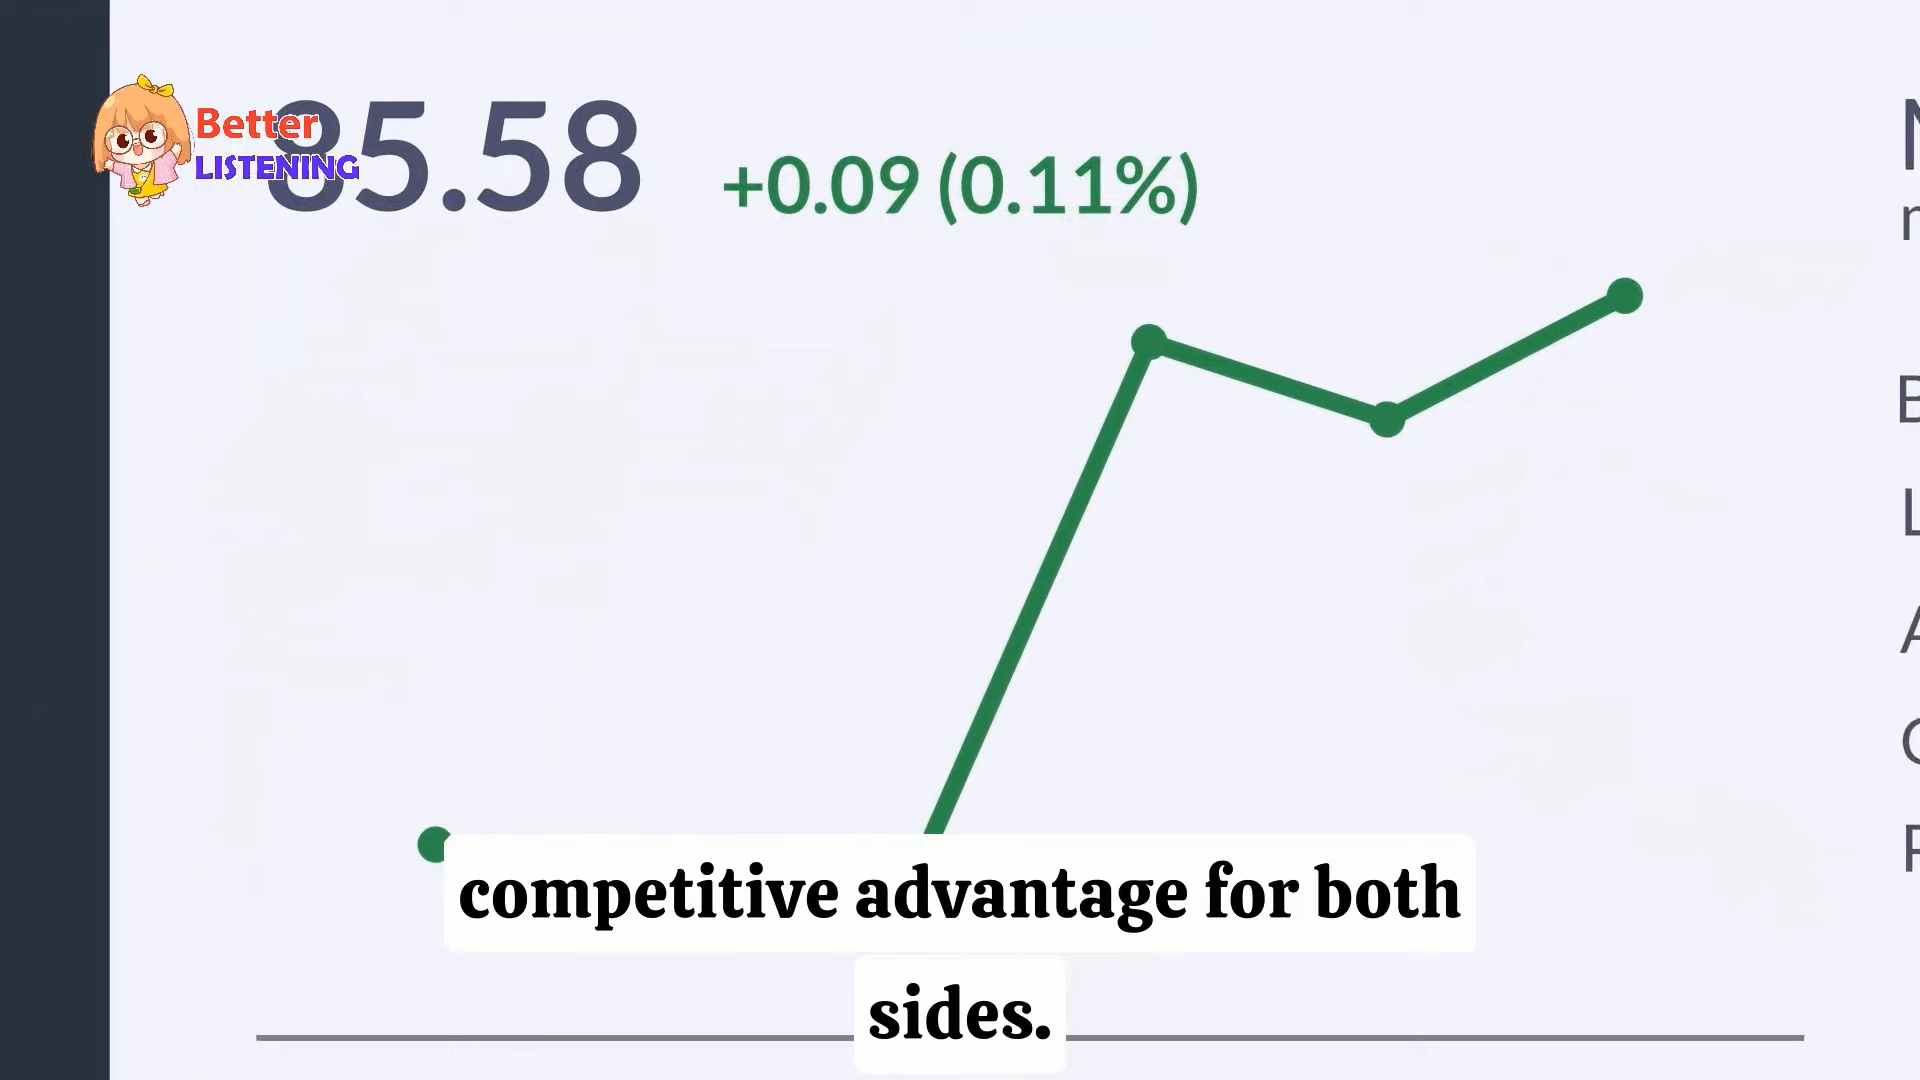 Better
LISTENING
85.58
+0.09 (0.11%)
competitive advantage for both
sides.